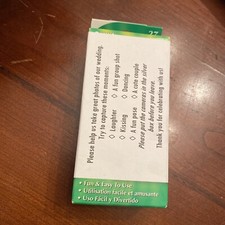 27
Please help us take great photos of our wedding.
Try to capture these moments:
◊ Laughter ◊ A fun group shot
◊ Kissing ◊ Dancing
◊ A fun pose ◊ A cute couple
Please put the cameras in the silver
box before you leave.
Thank you for celebrating with us!
• Fun & Easy To Use
• Utilisation facile et amusante
• Uso Fácil y Divertido